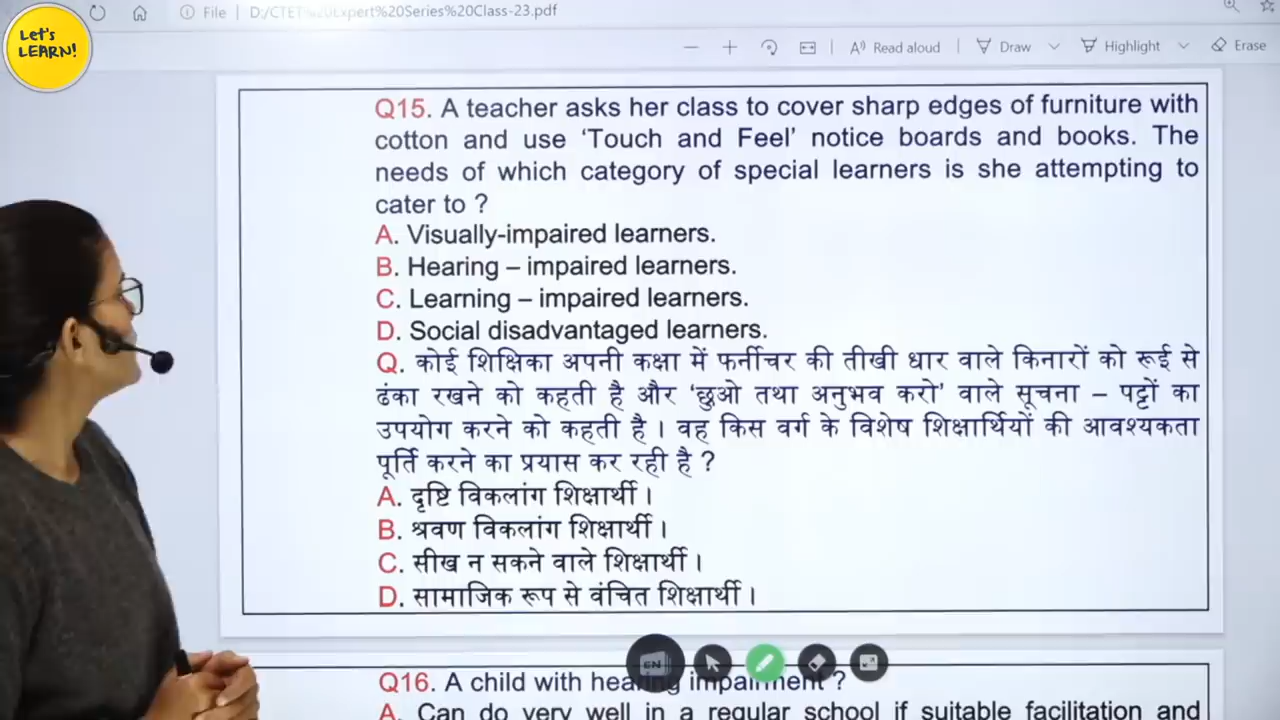 Let's
LEARN!
File | D:/CTET%20Expert%20Series%20Class-23.pdf
Read aloud
Draw
Highlight
Erase
Q15. A teacher asks her class to cover sharp edges of furniture with
cotton and use ‘Touch and Feel’ notice boards and books. The
needs of which category of special learners is she attempting to
cater to ?
A. Visually-impaired learners.
B. Hearing – impaired learners.
C. Learning – impaired learners.
D. Social disadvantaged learners.
Q. कोई शिक्षिका अपनी कक्षा में फर्नीचर की तीखी धार वाले किनारों को रूई से
ढंका रखने को कहती है और ‘छुओ तथा अनुभव करो’ वाले सूचना – पट्टों का
उपयोग करने को कहती है । वह किस वर्ग के विशेष शिक्षार्थियों की आवश्यकता
पूर्ति करने का प्रयास कर रही है ?
A. दृष्टि विकलांग शिक्षार्थी ।
B. श्रवण विकलांग शिक्षार्थी ।
C. सीख न सकने वाले शिक्षार्थी ।
D. सामाजिक रूप से वंचित शिक्षार्थी ।
Q16. A child with hearing impairment ?
A. Can do very well in a regular school if suitable facilitation and